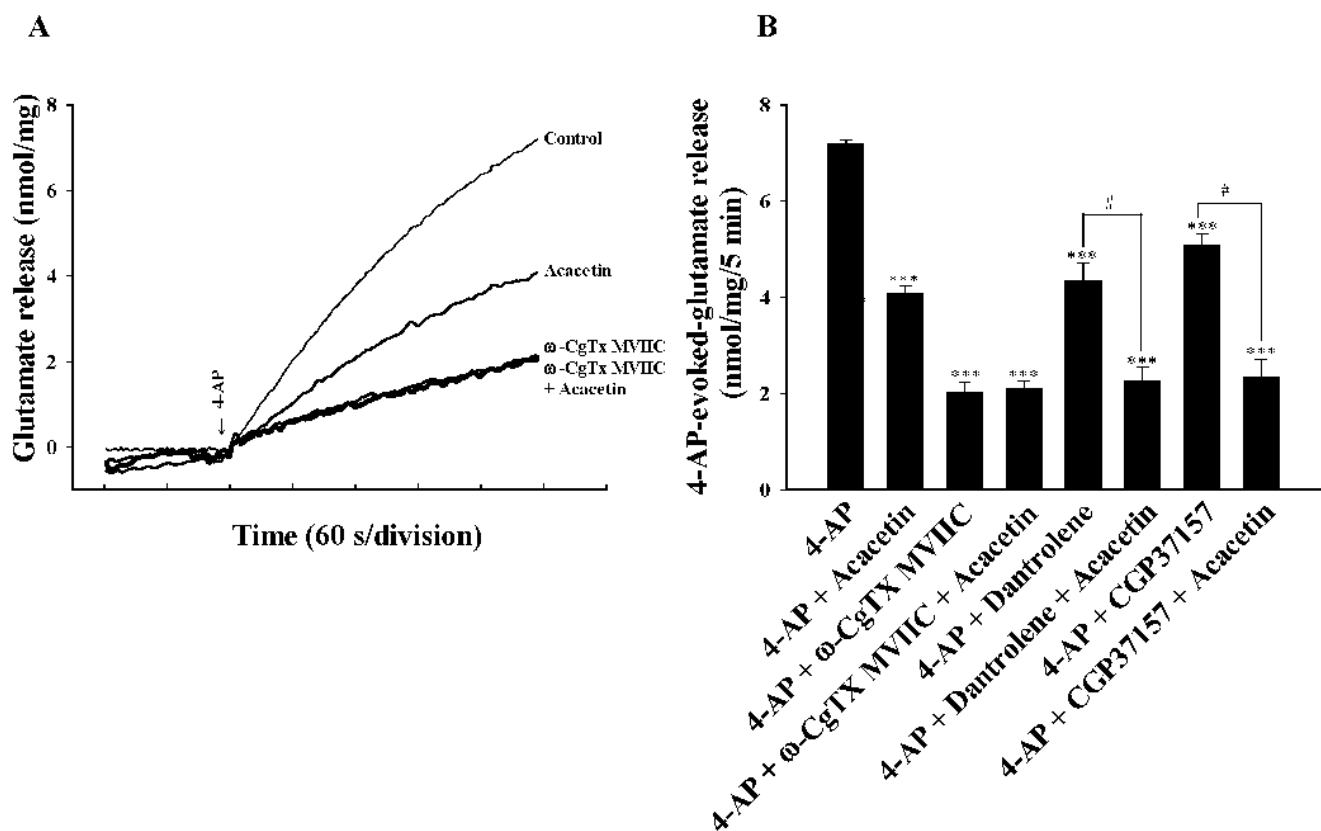 A
Glutamate release (nmol/mg)
8
6
4
2
0
4-AP
Control
Acacetin
ω-CgTx MVIIC
ω-CgTx MVIIC
+ Acacetin
Time (60 s/division)
B
4-AP-evoked-glutamate release
(nmol/mg/5 min)
8
6
4
2
0
***
***
***
***
***
***
***
#
#
4-AP
4-AP + Acacetin
4-AP + ω-CgTX MVIIC
4-AP + ω-CgTX MVIIC + Acacetin
4-AP + Dantrolene
4-AP + Dantrolene + Acacetin
4-AP + CGP37157
4-AP + CGP37157 + Acacetin